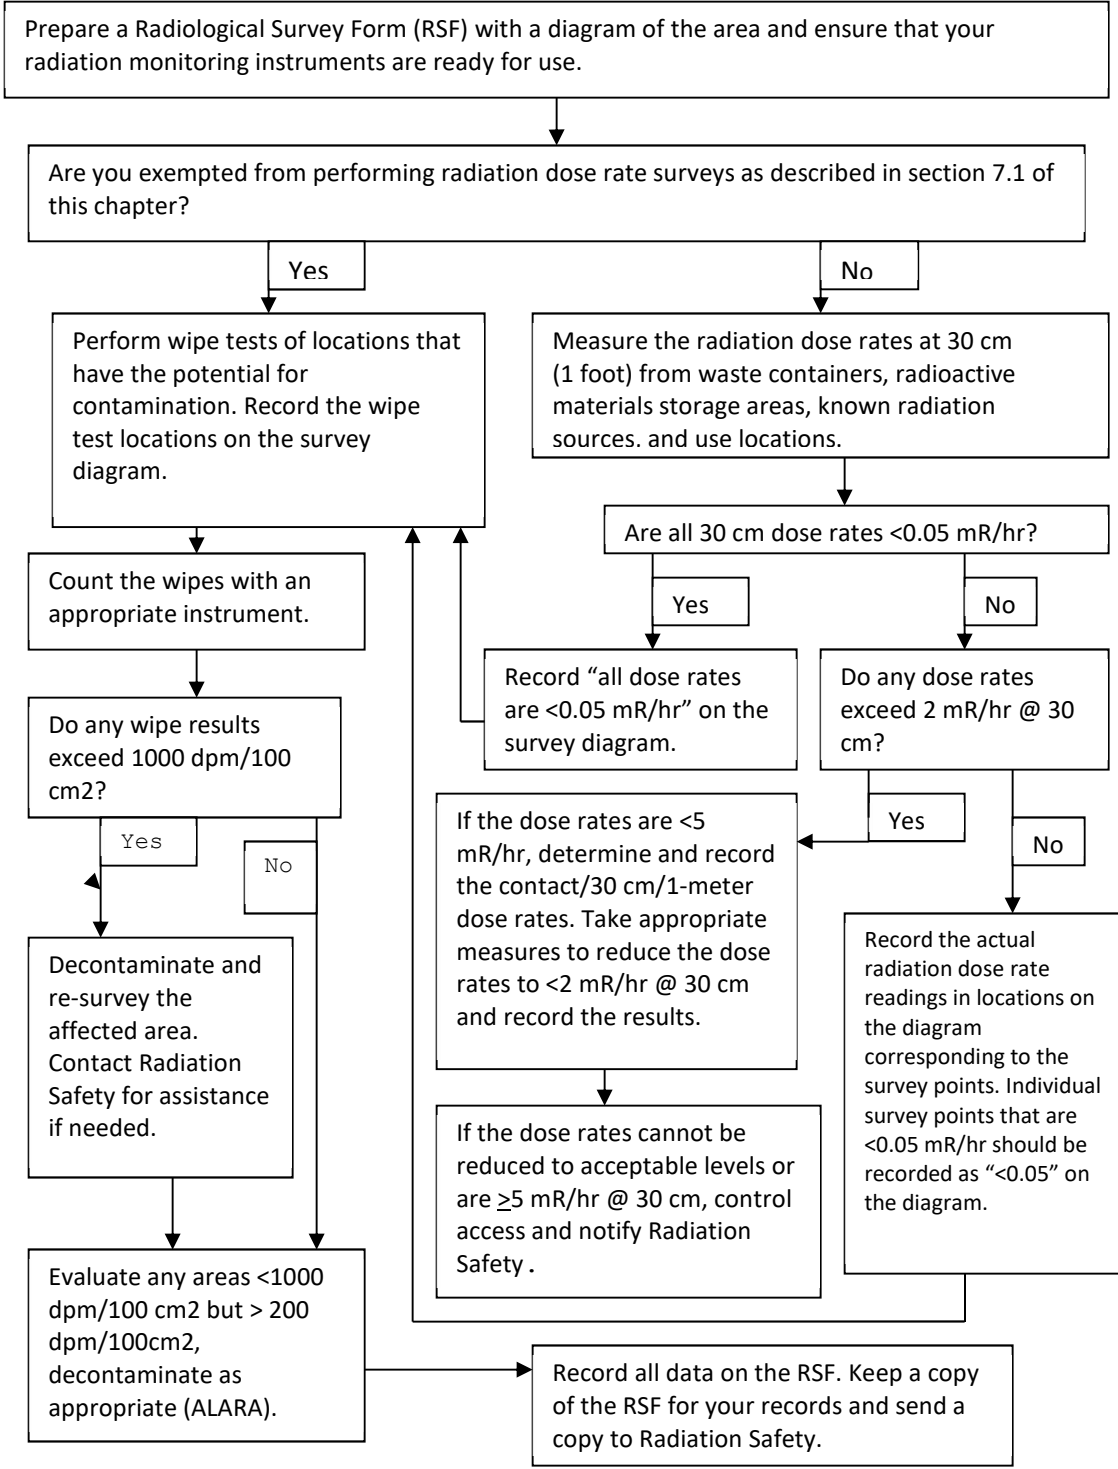 Prepare a Radiological Survey Form (RSF) with a diagram of the area and ensure that your
radiation monitoring instruments are ready for use.
Are you exempted from performing radiation dose rate surveys as described in section 7.1 of
this chapter?
Yes
No
Perform wipe tests of locations that
have the potential for
contamination. Record the wipe
test locations on the survey
diagram.
Measure the radiation dose rates at 30 cm
(1 foot) from waste containers, radioactive
materials storage areas, known radiation
sources. and use locations.
Are all 30 cm dose rates <0.05 mR/hr?
Count the wipes with an
appropriate instrument.
Yes
No
Record “all dose rates
are <0.05 mR/hr” on the
survey diagram.
Do any dose rates
exceed 2 mR/hr @ 30
cm?
Do any wipe results
exceed 1000 dpm/100
cm2?
Yes
No
Yes
No
If the dose rates are <5
mR/hr, determine and record
the contact/30 cm/1-meter
dose rates. Take appropriate
measures to reduce the dose
rates to <2 mR/hr @ 30 cm
and record the results.
Record the actual
radiation dose rate
readings in locations on
the diagram
corresponding to the
survey points. Individual
survey points that are
<0.05 mR/hr should be
recorded as “<0.05” on
the diagram.
Decontaminate and
re-survey the
affected area.
Contact Radiation
Safety for assistance
if needed.
If the dose rates cannot be
reduced to acceptable levels or
are ≥5 mR/hr @ 30 cm, control
access and notify Radiation
Safety.
Evaluate any areas <1000
dpm/100 cm2 but > 200
dpm/100cm2,
decontaminate as
appropriate (ALARA).
Record all data on the RSF. Keep a copy
of the RSF for your records and send a
copy to Radiation Safety.